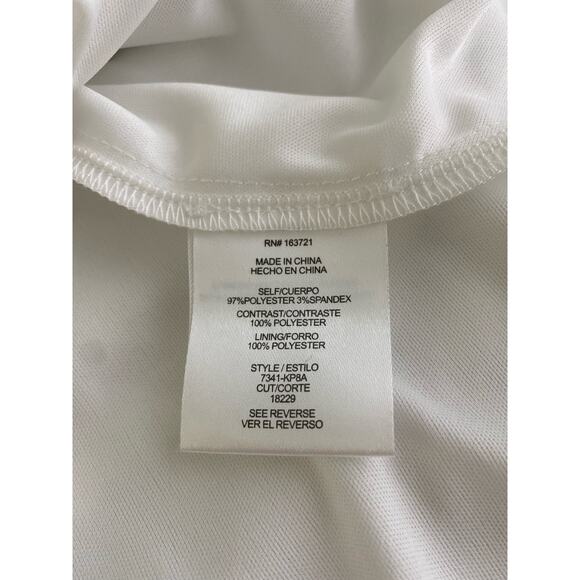 RN# 163721
MADE IN CHINA
HECHO EN CHINA
SELF/CUERPO
97%POLYESTER 3%SPANDEX
CONTRAST/CONTRASTE
100% POLYESTER
LINING/FORRO
100% POLYESTER
STYLE / ESTILO
7341-KP8A
CUT/CORTE
18229
SEE REVERSE
VER EL REVERSO